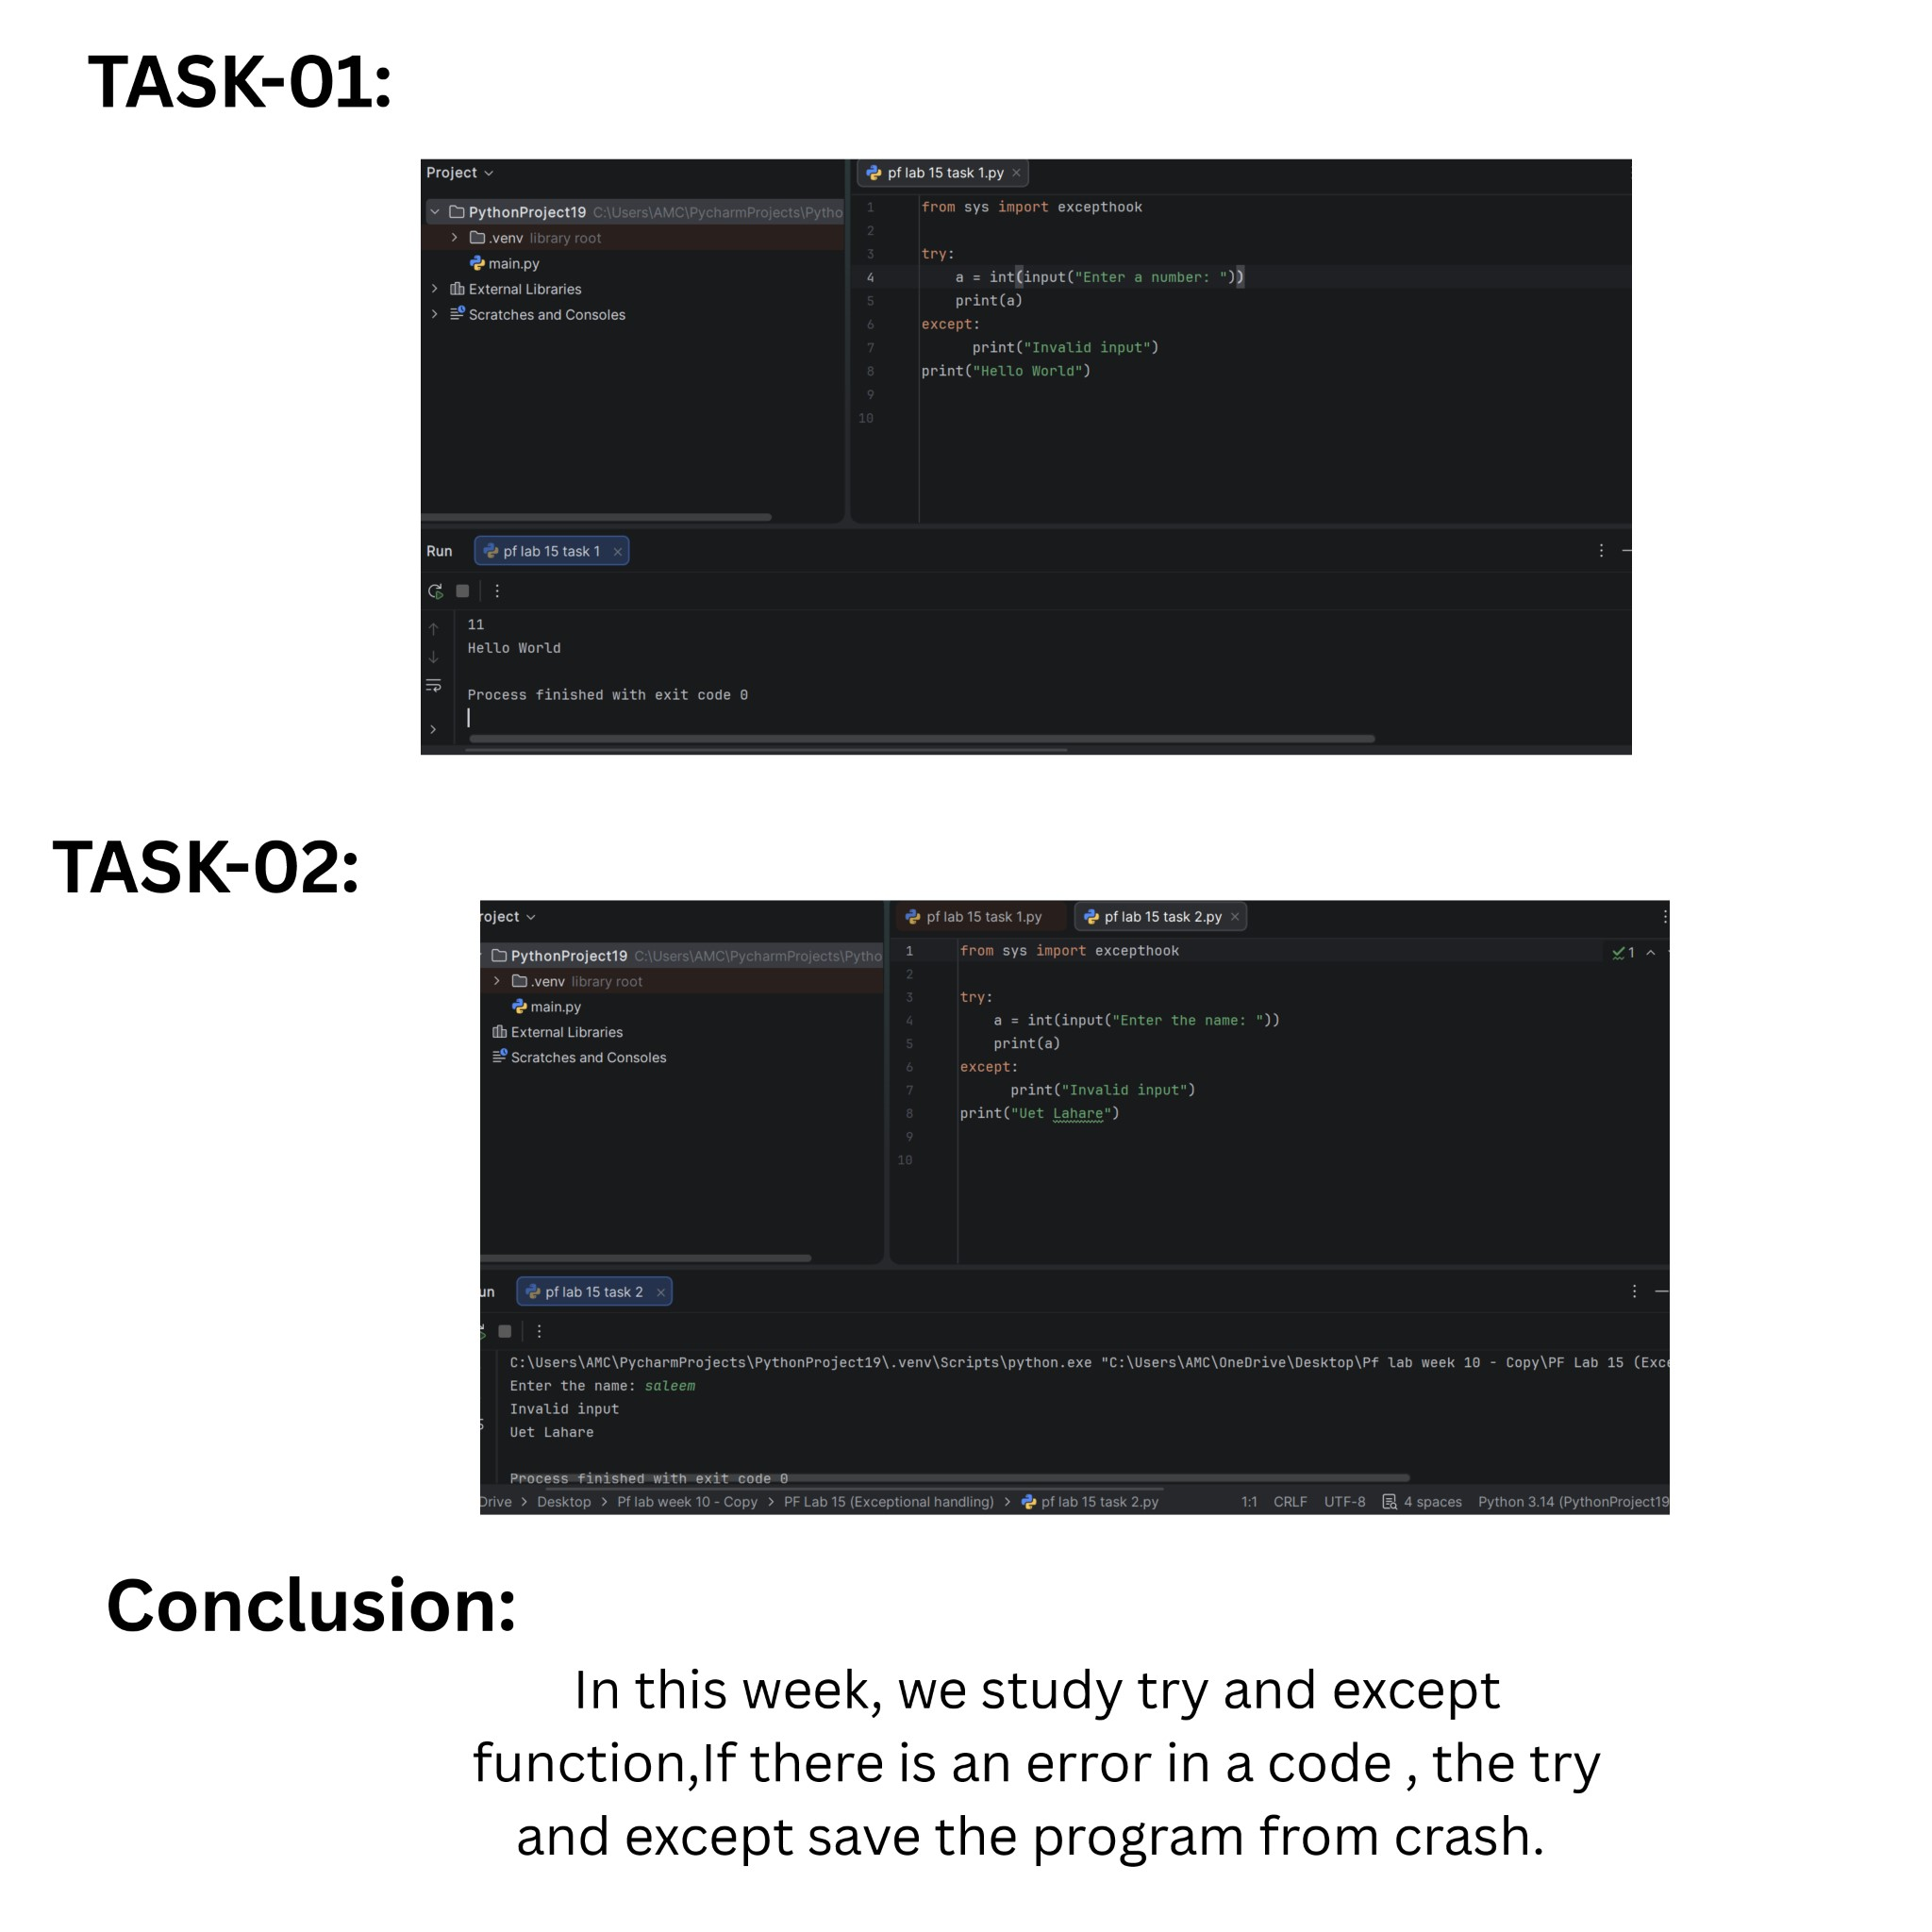 TASK-01:
Project
pf lab 15 task 1.py
PythonProject19 C:\Users\AMC\PycharmProjects\Pytho
.venv library root
main.py
External Libraries
Scratches and Consoles
1 from sys import excepthook
2
3 try:
4 a = int(input("Enter a number: "))
5 print(a)
6 except:
7 print("Invalid input")
8 print("Hello World")
9
10
Run pf lab 15 task 1
11
Hello World
Process finished with exit code 0
TASK-02:
roject
pf lab 15 task 1.py pf lab 15 task 2.py
PythonProject19 C:\Users\AMC\PycharmProjects\Pytho
.venv library root
main.py
External Libraries
Scratches and Consoles
1 from sys import excepthook
1
2
3 try:
4 a = int(input("Enter the name: "))
5 print(a)
6 except:
7 print("Invalid input")
8 print("Uet Lahare")
9
10
un pf lab 15 task 2
C:\Users\AMC\PycharmProjects\PythonProject19\.venv\Scripts\python.exe "C:\Users\AMC\OneDrive\Desktop\Pf lab week 10 - Copy\PF Lab 15 (Exce
Enter the name: saleem
Invalid input
Uet Lahare
Process finished with exit code 0
Drive > Desktop > Pf lab week 10 - Copy > PF Lab 15 (Exceptional handling) > pf lab 15 task 2.py 1:1 CRLF UTF-8 4 spaces Python 3.14 (PythonProject19
Conclusion:
In this week, we study try and except
function,If there is an error in a code , the try
and except save the program from crash.